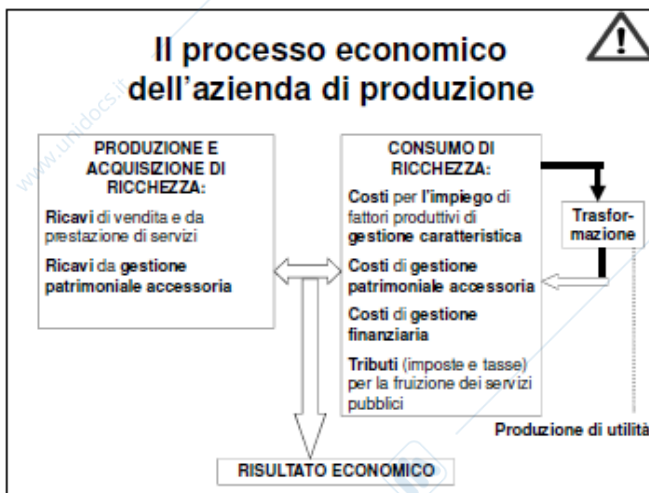 Il processo economico
dell'azienda di produzione
!
PRODUZIONE E
ACQUISIZIONE DI
RICCHEZZA:
Ricavi di vendita e da
prestazione di servizi
Ricavi da gestione
patrimoniale accessoria
CONSUMO DI
RICCHEZZA:
Costi per l'impiego di
fattori produttivi di
gestione caratteristica
Costi di gestione
patrimoniale accessoria
Costi di gestione
finanziaria
Tributi (imposte e tasse)
per la fruizione dei servizi
pubblici
Trasfor-
mazione
Produzione di utilità
RISULTATO ECONOMICO
www.unidocs.it